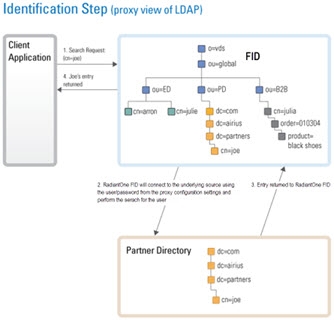 Identification Step (proxy view of LDAP)
Client
Application
1. Search Request
(cn=joe)
4. Joe's entry
returned
FID
o=vds
ou=global
ou=ED
ou=PD
ou=B2B
cn=arron
cn=julie
dc=com
dc=airius
dc=partners
cn=joe
cn=julia
order=010304
product=
black shoes
2. RadiantOne FID will connect to the underlying source using
the user/password from the proxy configuration settings and
perform the search for the user
3. Entry returned to RadiantOne FID
Partner Directory
dc=com
dc=airius
dc=partners
cn=joe